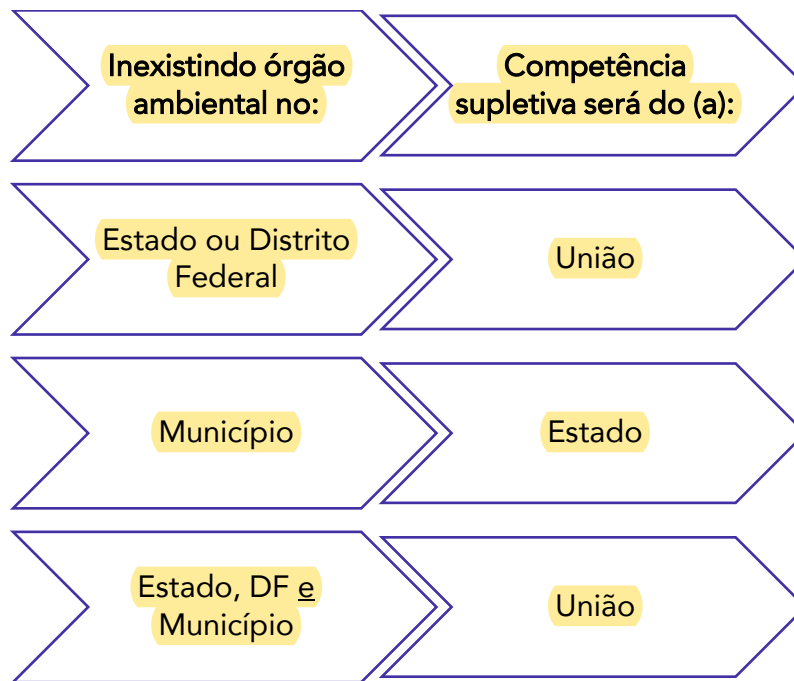 Inexistindo órgão
ambiental no:
Competência
supletiva será do (a):
Estado ou Distrito
Federal
União
Município
Estado
Estado, DF e
Município
União